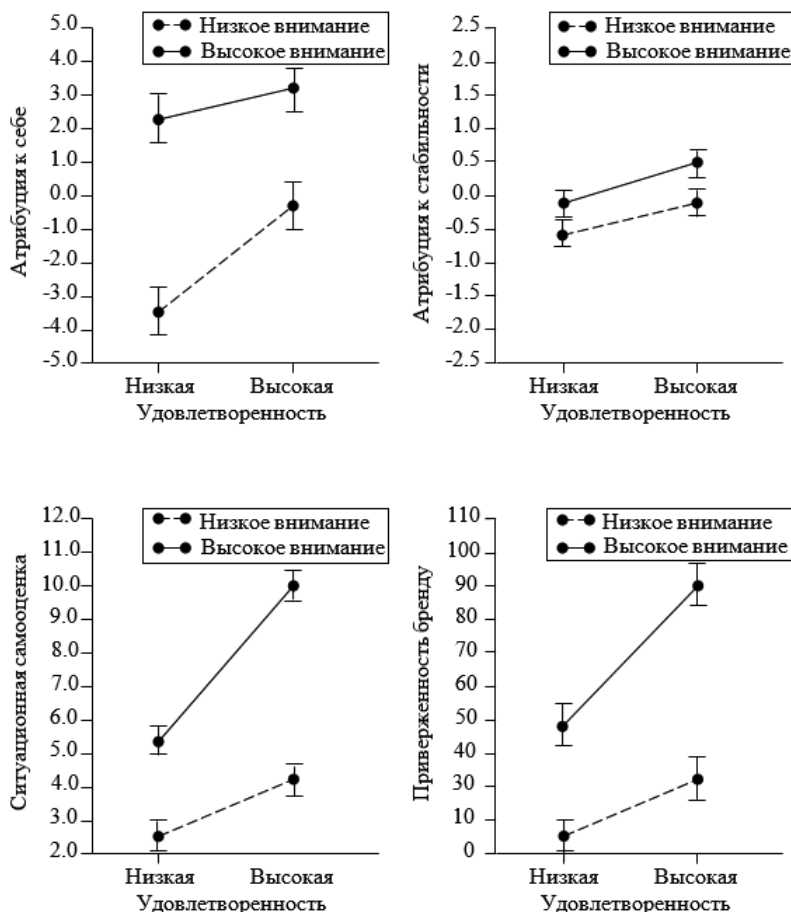 Атрибуция к себе
5.0
4.0
3.0
2.0
1.0
0.0
-1.0
-2.0
-3.0
-4.0
-5.0
Низкое внимание
Высокое внимание
Низкая Высокая
Удовлетворенность
Атрибуция к стабильности
2.5
2.0
1.5
1.0
0.5
0.0
-0.5
-1.0
-1.5
-2.0
-2.5
Низкое внимание
Высокое внимание
Низкая Высокая
Удовлетворенность
Ситуационная самооценка
12.0
11.0
10.0
9.0
8.0
7.0
6.0
5.0
4.0
3.0
2.0
Низкое внимание
Высокое внимание
Низкая Высокая
Удовлетворенность
Приверженность бренду
110
100
90
80
70
60
50
40
30
10
0
Низкое внимание
Высокое внимание
Низкая Высокая
Удовлетворенность